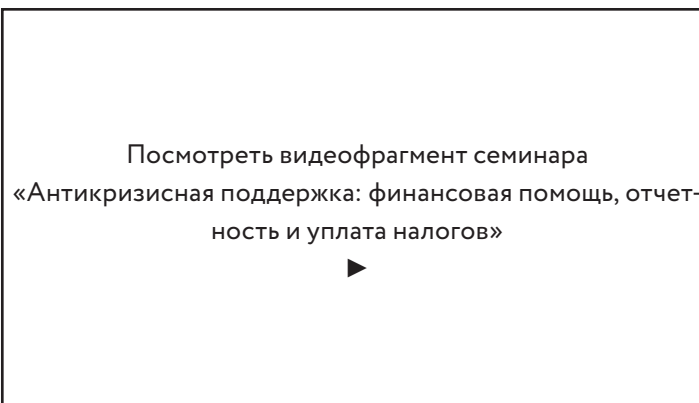 Посмотреть видеофрагмент семинара
«Антикризисная поддержка: финансовая помощь, отчет-
ность и уплата налогов»
►